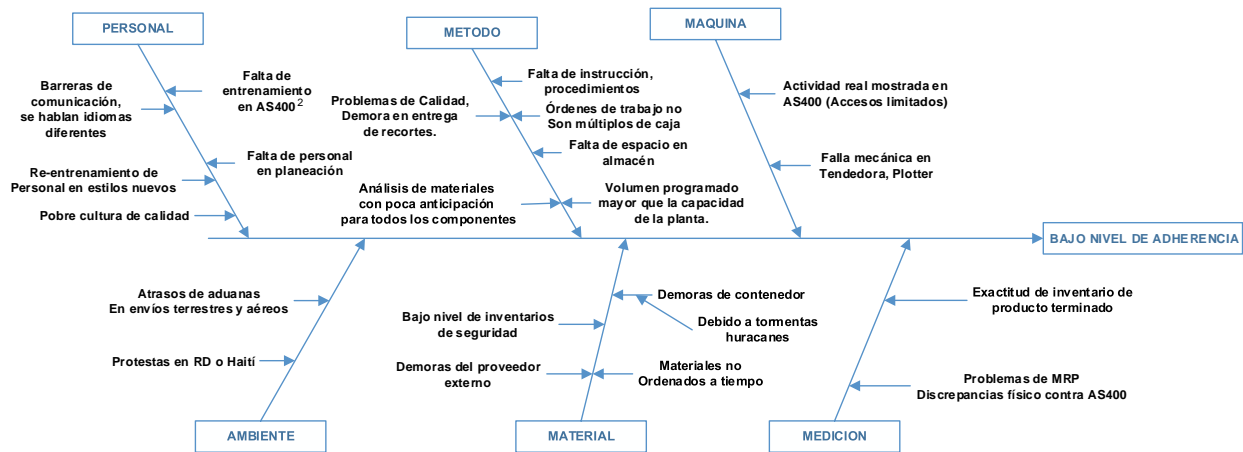 PERSONAL
METODO
MAQUINA
Barreras de
comunicación,
se hablan idiomas
diferentes
Falta de
entrenamiento
en AS400²
Falta de personal
en planeación
Re-entrenamiento de
Personal en estilos nuevos
Pobre cultura de calidad
Falta de instrucción,
procedimientos
Problemas de Calidad,
Demora en entrega
de recortes.
Órdenes de trabajo no
Son múltiplos de caja
Falta de espacio en
almacén
Análisis de materiales
con poca anticipación
para todos los componentes
Volumen programado
mayor que la capacidad
de la planta.
Actividad real mostrada en
AS400 (Accesos limitados)
Falla mecánica en
Tendedora, Plotter
BAJO NIVEL DE ADHERENCIA
Atrasos de aduanas
En envíos terrestres y aéreos
Protestas en RD o Haití
Demoras de contenedor
Debido a tormentas
huracanes
Bajo nivel de inventarios
de seguridad
Demoras del proveedor
externo
Materiales no
Ordenados a tiempo
Exactitud de inventario de
producto terminado
Problemas de MRP
Discrepancias físico contra AS400
AMBIENTE
MATERIAL
MEDICION